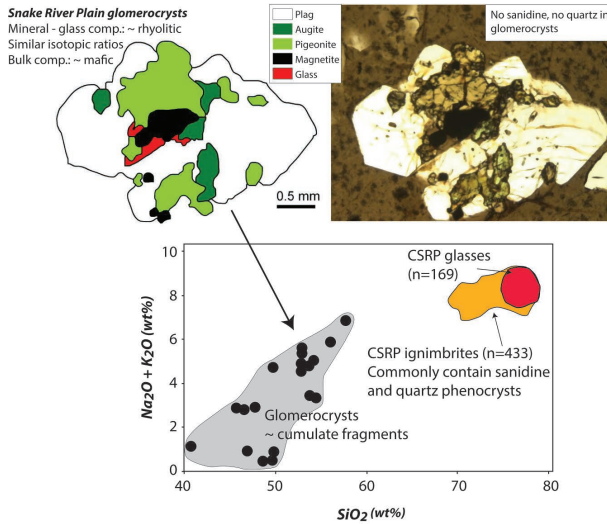 Snake River Plain glomerocrysts
Mineral - glass comp.: ~ rhyolitic
Similar isotopic ratios
Bulk comp.: ~ mafic
Plag
Augite
Pigeonite
Magnetite
Glass
No sanidine, no quartz in
glomerocrysts
0.5 mm
Na2O + K2O (wt%)
10
8
6
4
2
0
CSRP glasses
(n=169)
CSRP ignimbrites (n=433)
Commonly contain sanidine
and quartz phenocrysts
Glomerocrysts
~ cumulate fragments
40
50
60
70
80
SiO2 (wt%)